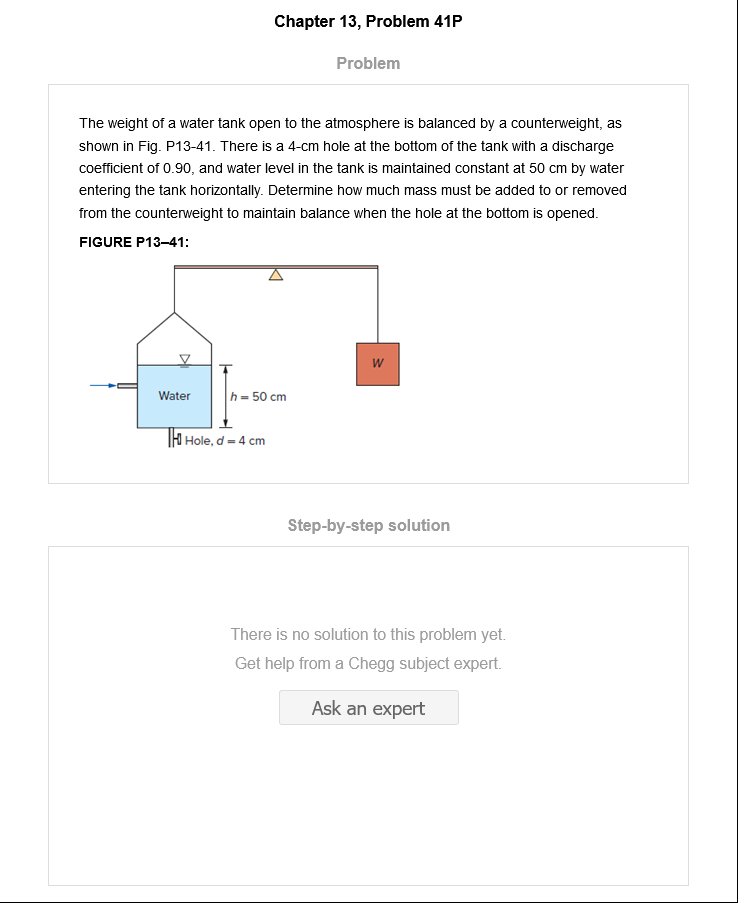 Chapter 13, Problem 41P
Problem
The weight of a water tank open to the atmosphere is balanced by a counterweight, as
shown in Fig. P13-41. There is a 4-cm hole at the bottom of the tank with a discharge
coefficient of 0.90, and water level in the tank is maintained constant at 50 cm by water
entering the tank horizontally. Determine how much mass must be added to or removed
from the counterweight to maintain balance when the hole at the bottom is opened.
FIGURE P13–41:
W
Water
h = 50 cm
Hole, d = 4 cm
Step-by-step solution
There is no solution to this problem yet.
Get help from a Chegg subject expert.
Ask an expert